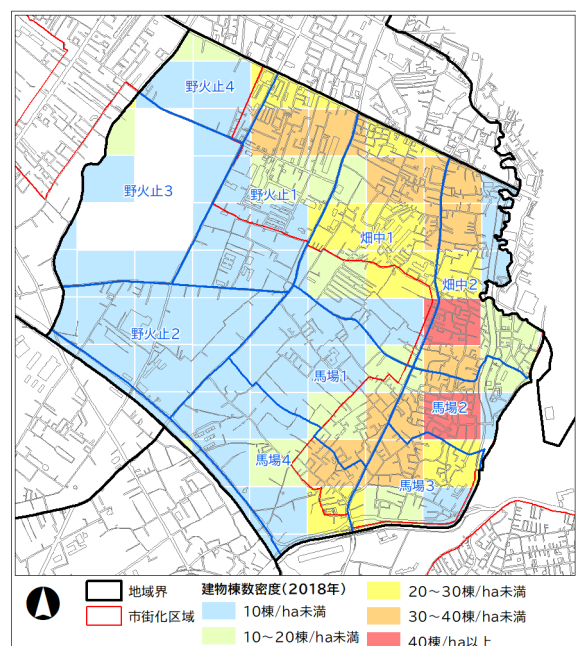 野火止4
野火止3
野火止1
畑中1
畑中2
野火止2
馬場1
馬場2
馬場4
馬場3
地域界
市街化区域
建物棟数密度(2018年)
10棟/ha未満
10~20棟/ha未満
20~30棟/ha未満
30~40棟/ha未満
40棟/ha以上